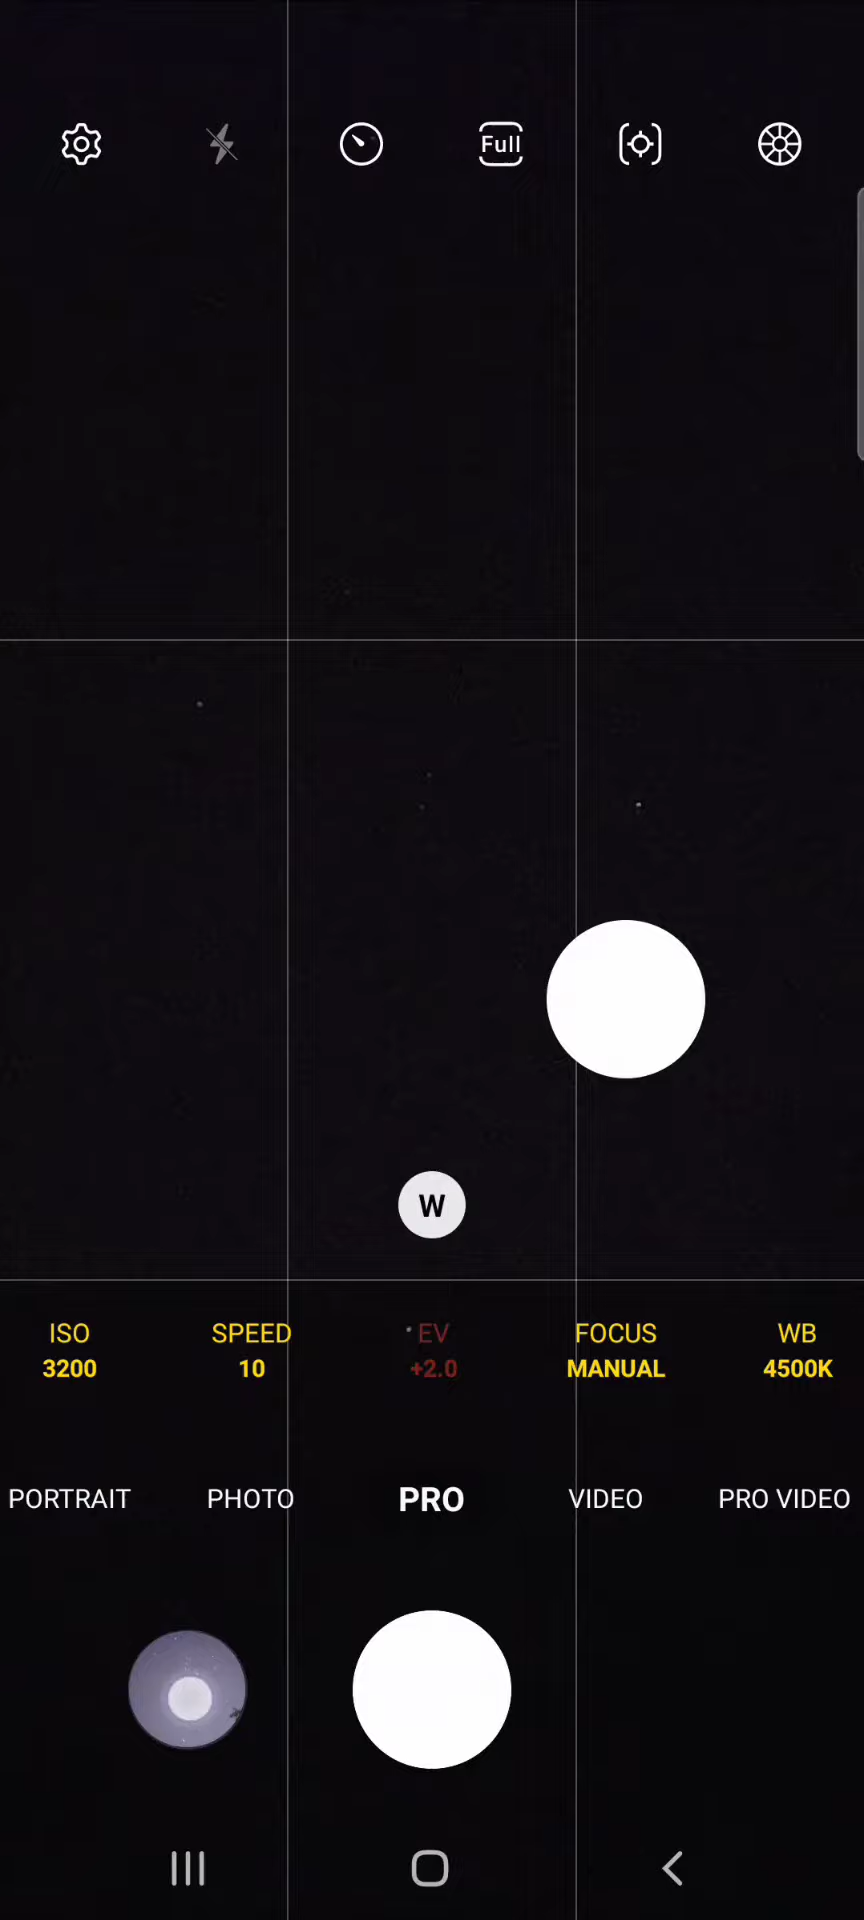 Full
W
ISO SPEED EV FOCUS WB
3200 10 +2.0 MANUAL 4500K
PORTRAIT PHOTO PRO VIDEO PRO VIDEO